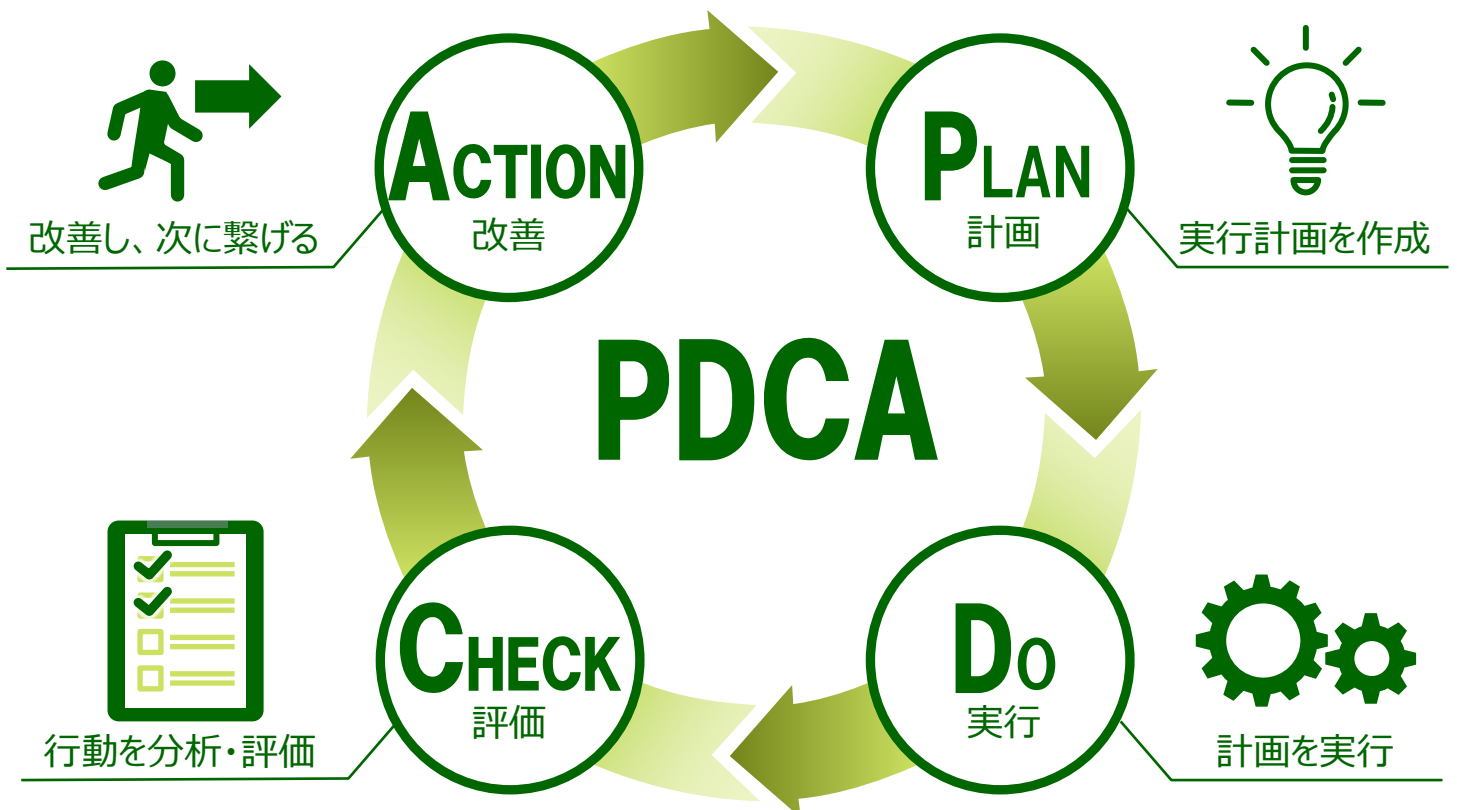 ACTION
改善
改善し、次に繋げる
PLAN
計画
実行計画を作成
PDCA
CHECK
評価
行動を分析・評価
DO
実行
計画を実行